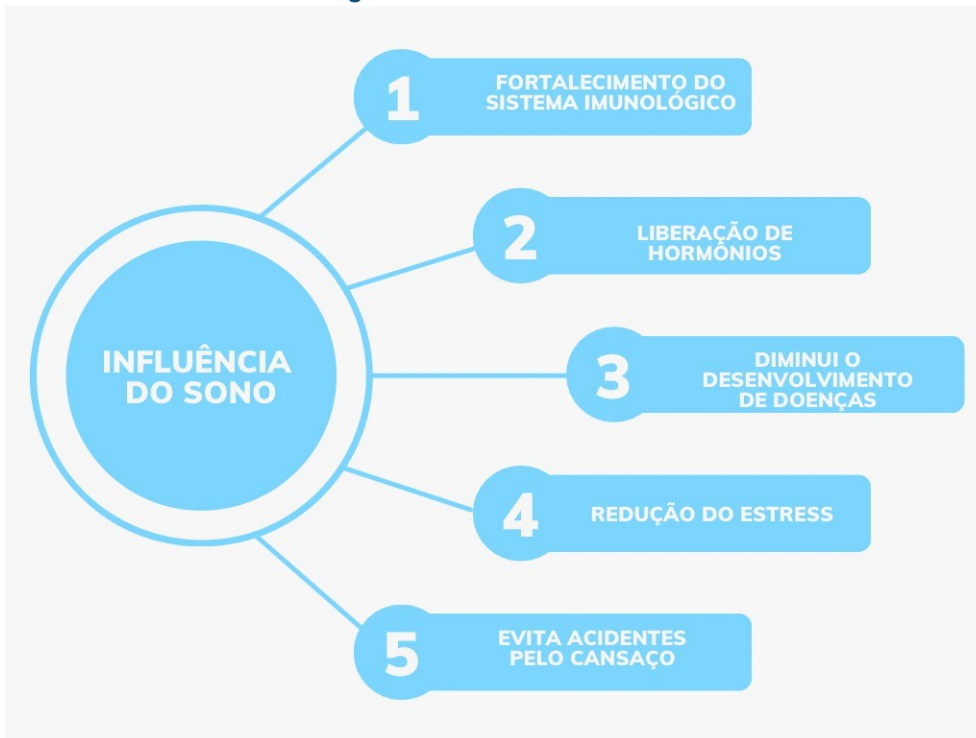 1
FORTALECIMENTO DO
SISTEMA IMUNOLÓGICO
2
LIBERAÇÃO DE
HORMÔNIOS
INFLUÊNCIA
DO SONO
3
DIMINUI O
DESENVOLVIMENTO
DE DOENÇAS
4
REDUÇÃO DO ESTRESS
5
EVITA ACIDENTES
PELO CANSAÇO